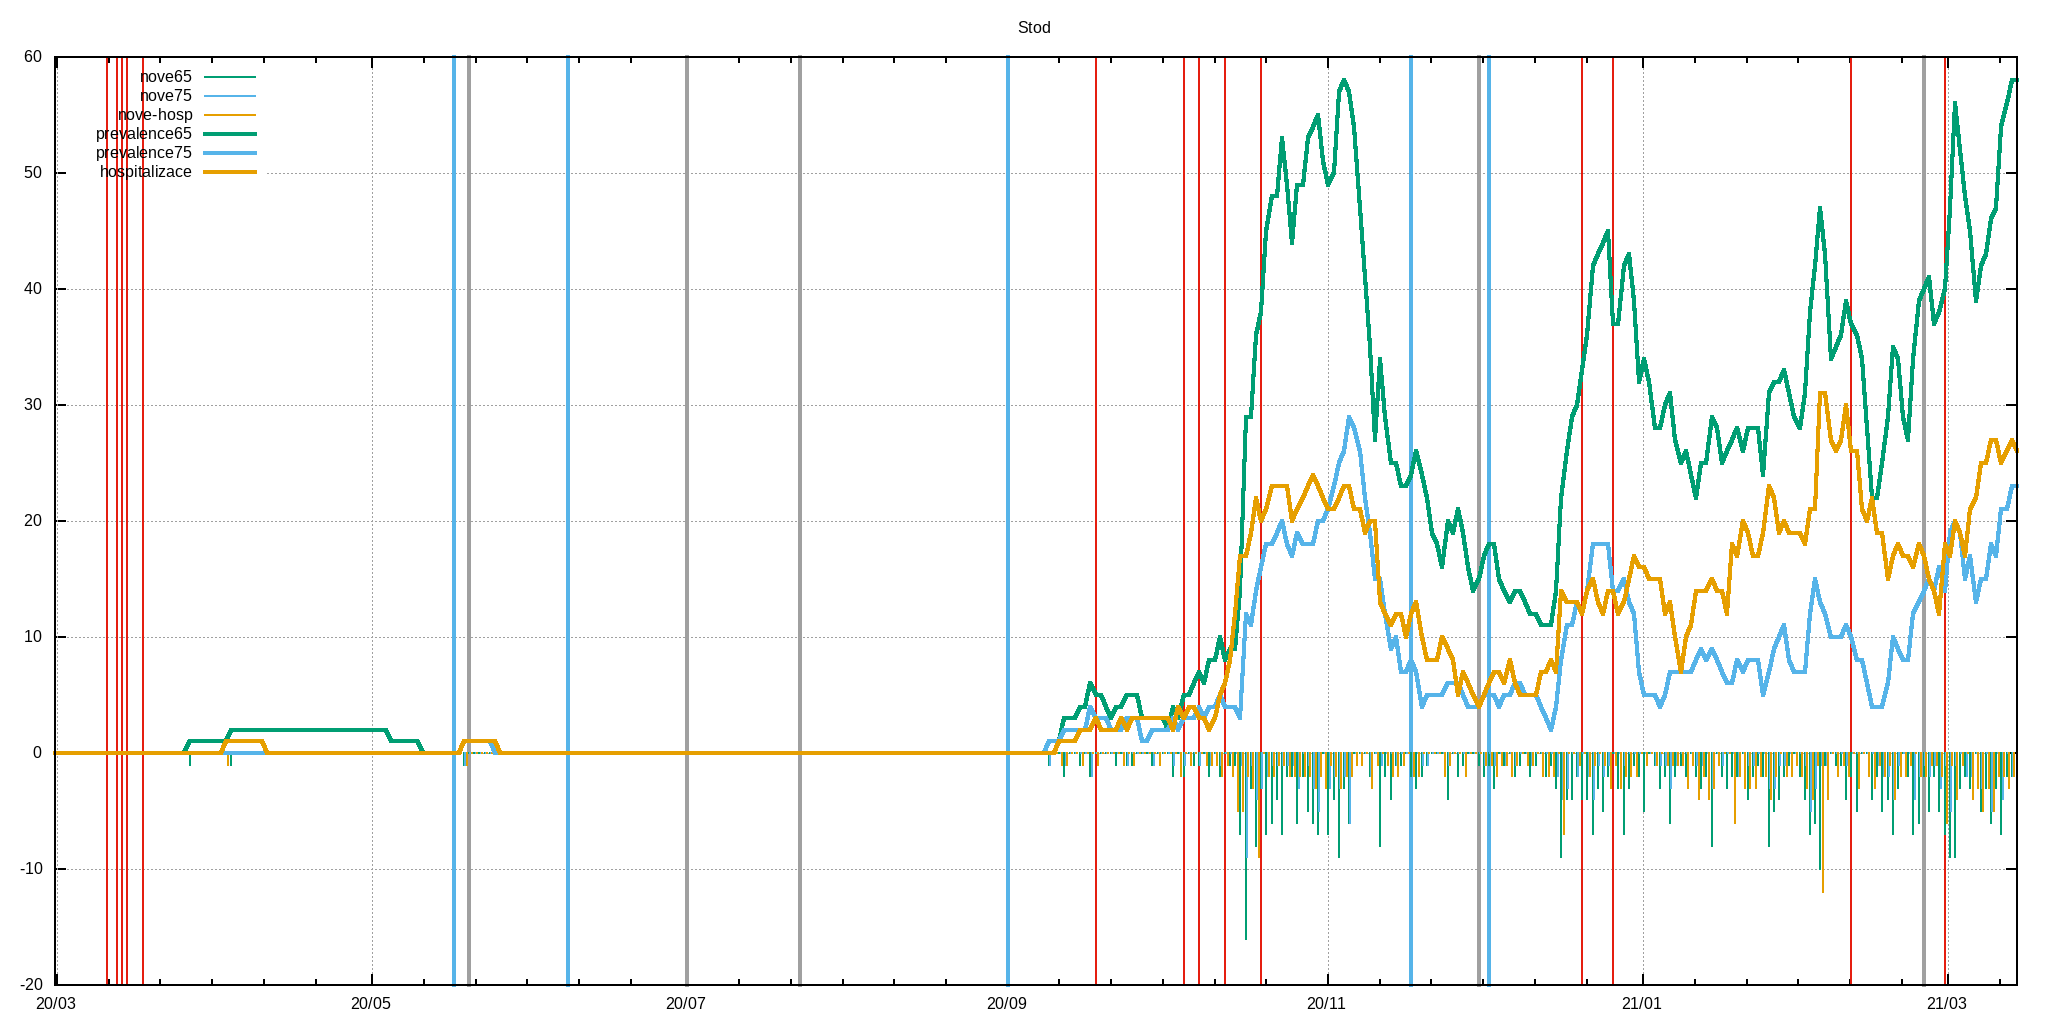 Stod
60
nove65
nove75
nove-hosp
prevalence65
prevalence75
hospitalizace
50
40
30
20
10
0
-10
-20
20/03 20/05 20/07 20/09 20/11 21/01 21/03